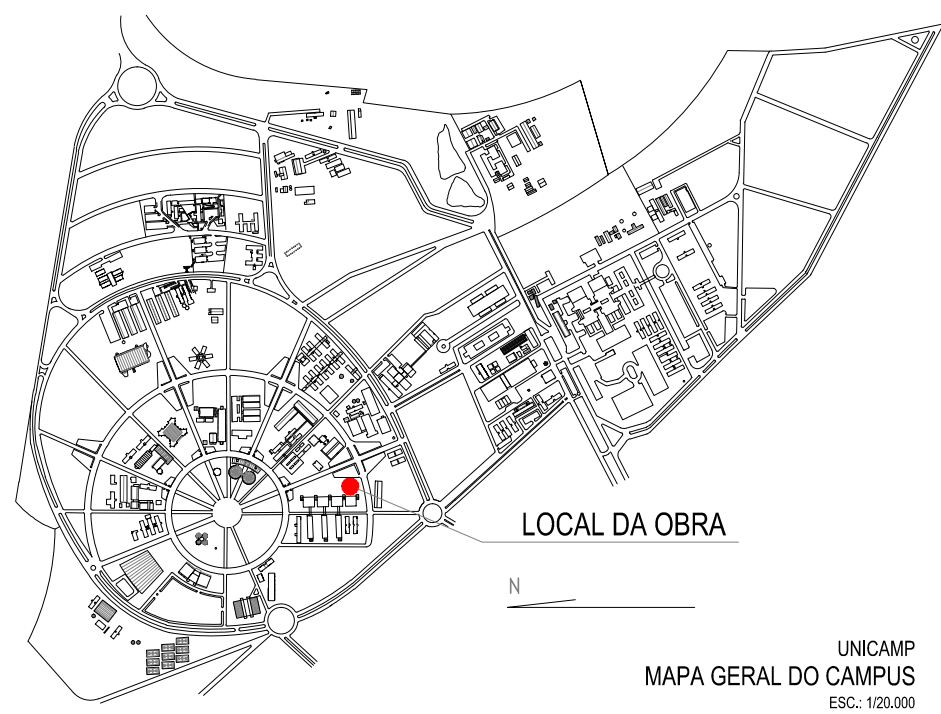 LOCAL DA OBRA
N
UNICAMP
MAPA GERAL DO CAMPUS
ESC.: 1/20.000